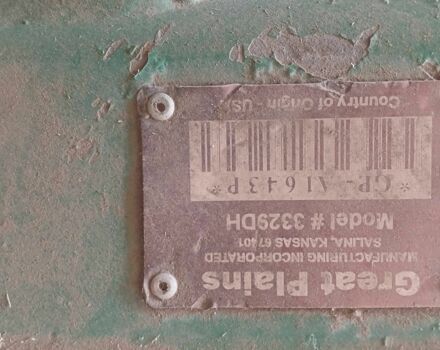 Great Plains
MANUFACTURING INCORPORATED
SALINA, KANSAS 67401
Model # 3329DH
*GP-A1643P*
Country of Origin - USA